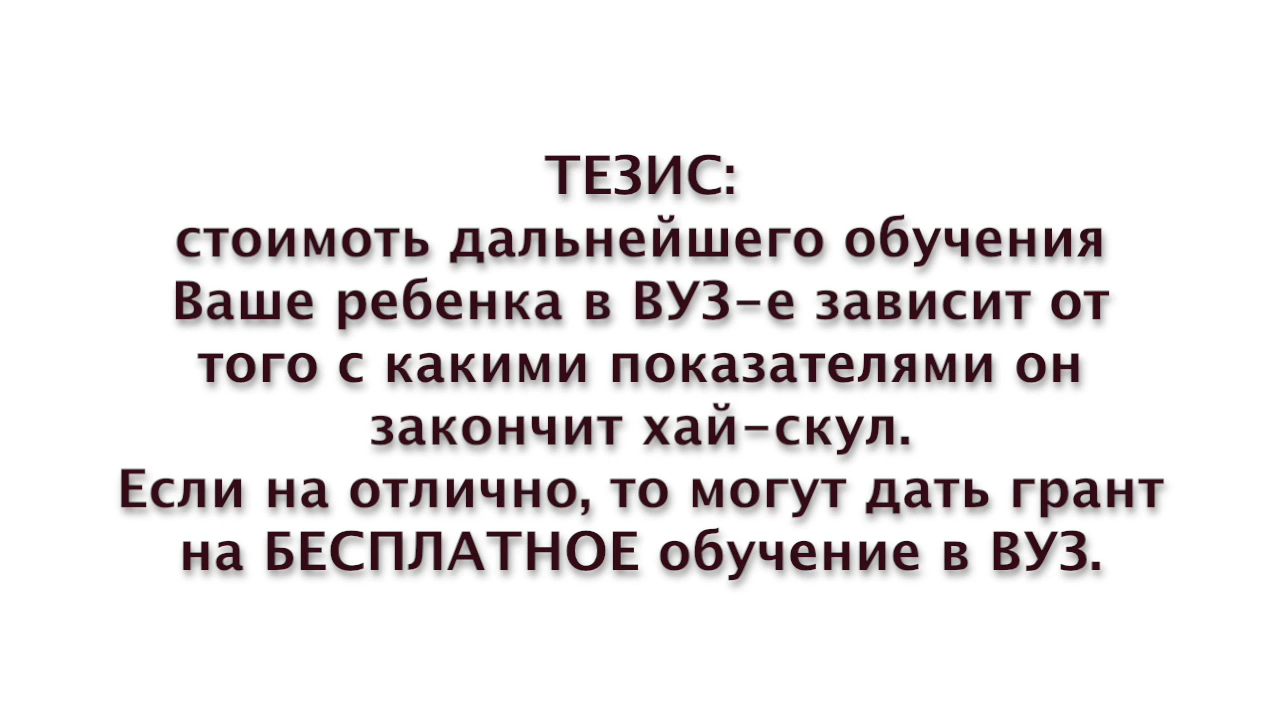 ТЕЗИС:
стоимоть дальнейшего обучения
Ваше ребенка в ВУЗ-е зависит от
того с какими показателями он
закончит хай-скул.
Если на отлично, то могут дать грант
на БЕСПЛАТНОЕ обучение в ВУЗ.